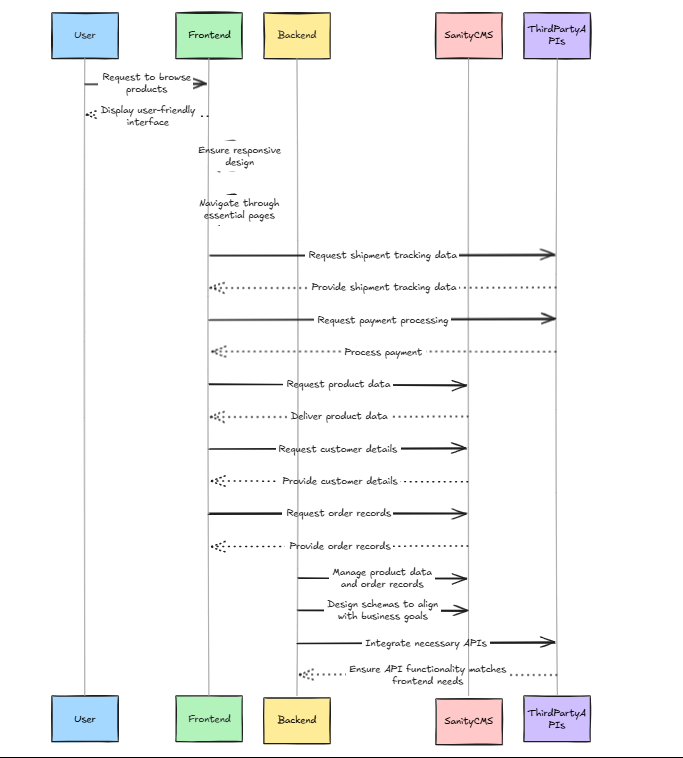 User
Frontend
Backend
SanityCMS
ThirdPartyA
PIs
Request to browse
products
Display user-friendly
interface
Ensure responsive
design
Navigate through
essential pages
Request shipment tracking data
Provide shipment tracking data
Request payment processing
Process payment
Request product data
Deliver product data
Request customer details
Provide customer details
Request order records
Provide order records
Manage product data
and order records
Design schemas to align
with business goals
Integrate necessary APIs
Ensure API functionality matches
frontend needs
User
Frontend
Backend
SanityCMS
ThirdPartyA
PIs